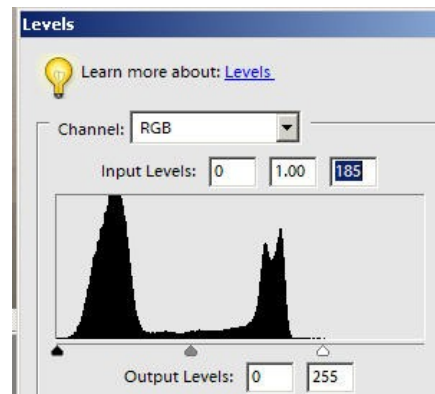 Levels
Learn more about: Levels
Channel: RGB
Input Levels: 0 1.00 185
Output Levels: 0 255